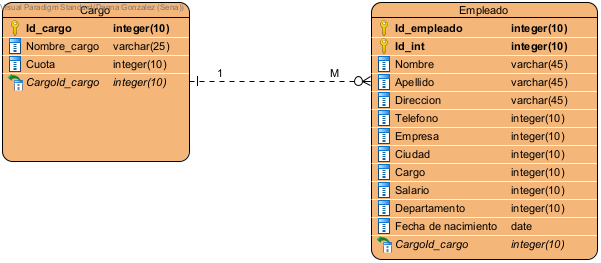 Visual Paradigm Standard(Danna Gonzalez (Sena))
Cargo
Id_cargo integer(10)
Nombre_cargo varchar(25)
Cuota integer(10)
CargoId_cargo integer(10)
1 M
Empleado
Id_empleado integer(10)
Id_int integer(10)
Nombre varchar(45)
Apellido varchar(45)
Direccion varchar(45)
Telefono integer(10)
Empresa integer(10)
Ciudad integer(10)
Cargo integer(10)
Salario integer(10)
Departamento integer(10)
Fecha de nacimiento date
CargoId_cargo integer(10)